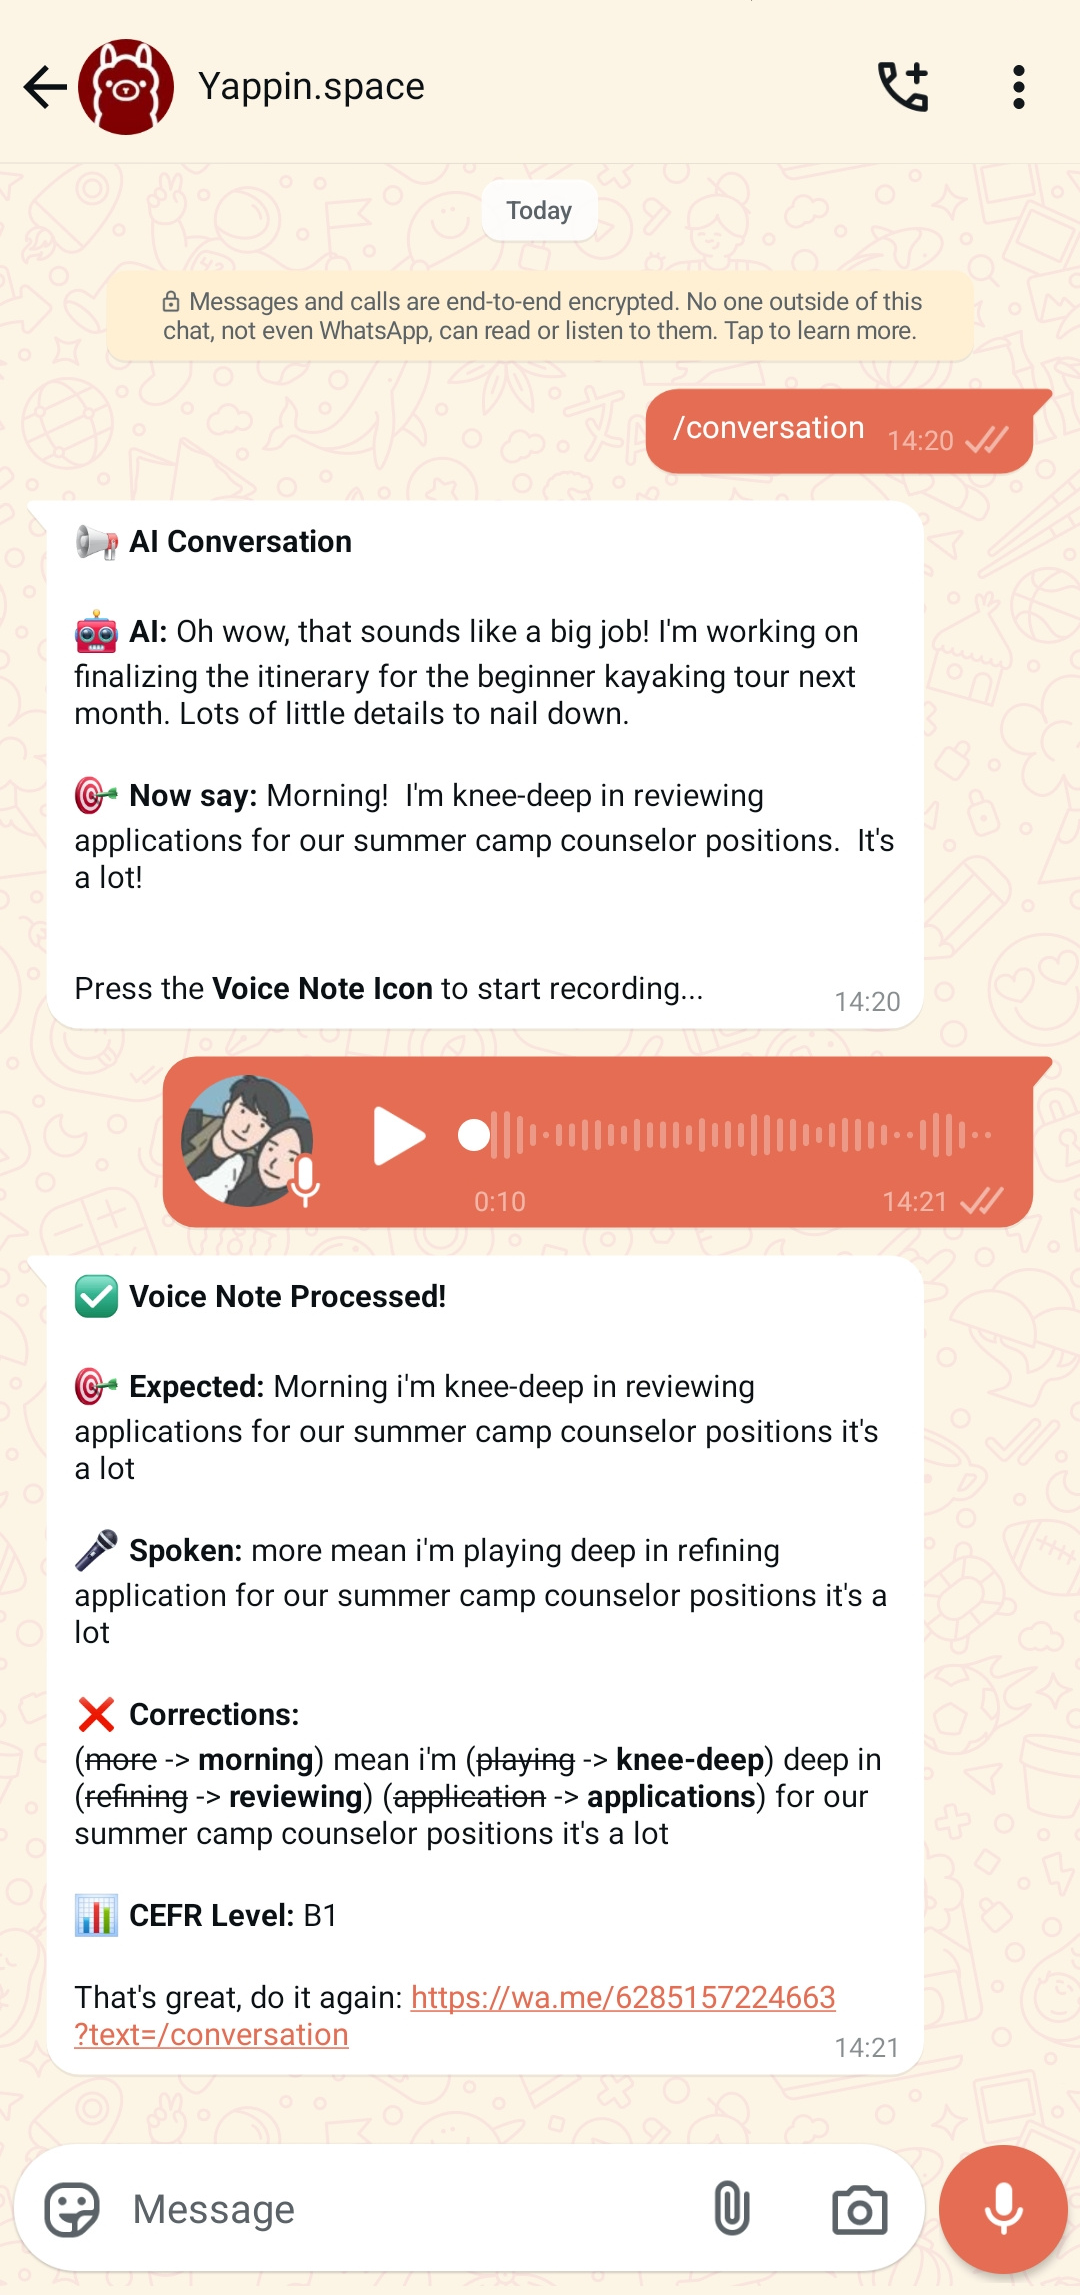 Yappin.space
Today
Messages and calls are end-to-end encrypted. No one outside of this
chat, not even WhatsApp, can read or listen to them. Tap to learn more.
/conversation 14:20
AI Conversation
AI: Oh wow, that sounds like a big job! I'm working on
finalizing the itinerary for the beginner kayaking tour next
month. Lots of little details to nail down.
Now say: Morning!  I'm knee-deep in reviewing
applications for our summer camp counselor positions.  It's
a lot!
Press the Voice Note Icon to start recording...
14:20
0:10 14:21
Voice Note Processed!
Expected: Morning i'm knee-deep in reviewing
applications for our summer camp counselor positions it's
a lot
Spoken: more mean i'm playing deep in refining
application for our summer camp counselor positions it's a
lot
Corrections:
(more -> morning) mean i'm (playing -> knee-deep) deep in
(refining -> reviewing) (application -> applications) for our
summer camp counselor positions it's a lot
CEFR Level: B1
That's great, do it again: https://wa.me/6285157224663
?text=/conversation
14:21
Message